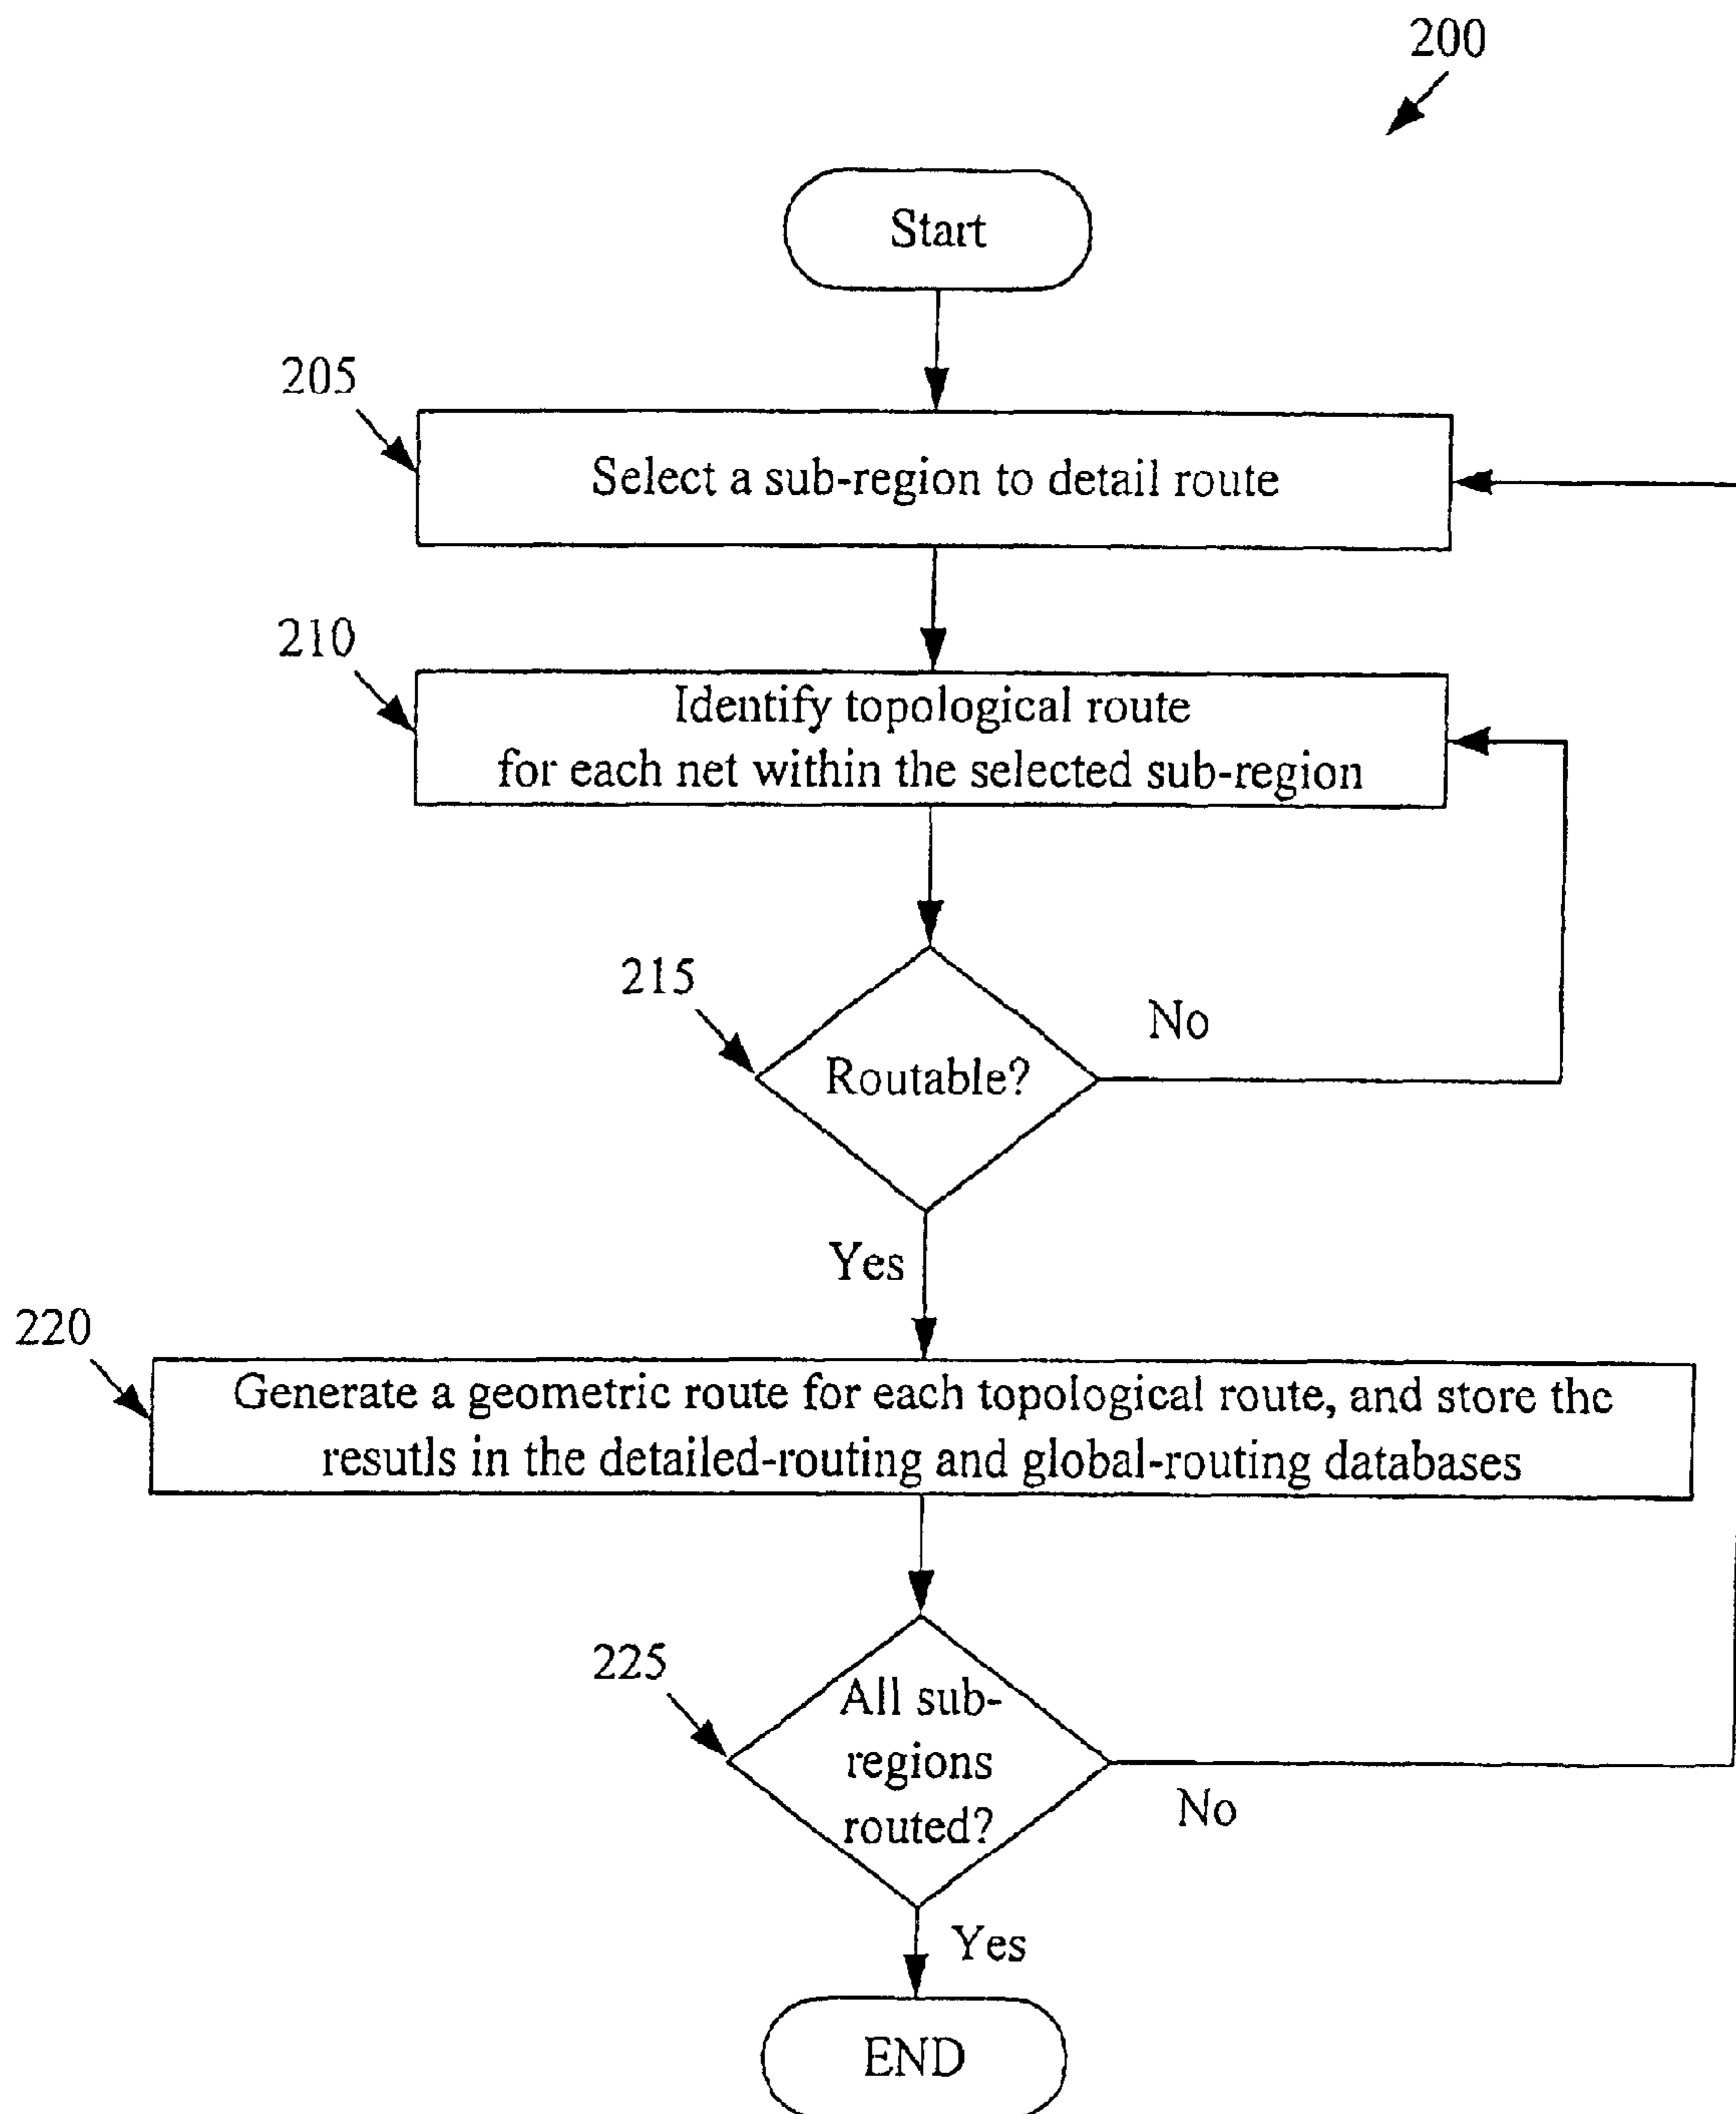 200
Start
205
Select a sub-region to detail route
210
Identify topological route
for each net within the selected sub-region
215
Routable?
No
Yes
220
Generate a geometric route for each topological route, and store the
resutls in the detailed-routing and global-routing databases
225
All sub-
regions
routed?
No
Yes
END